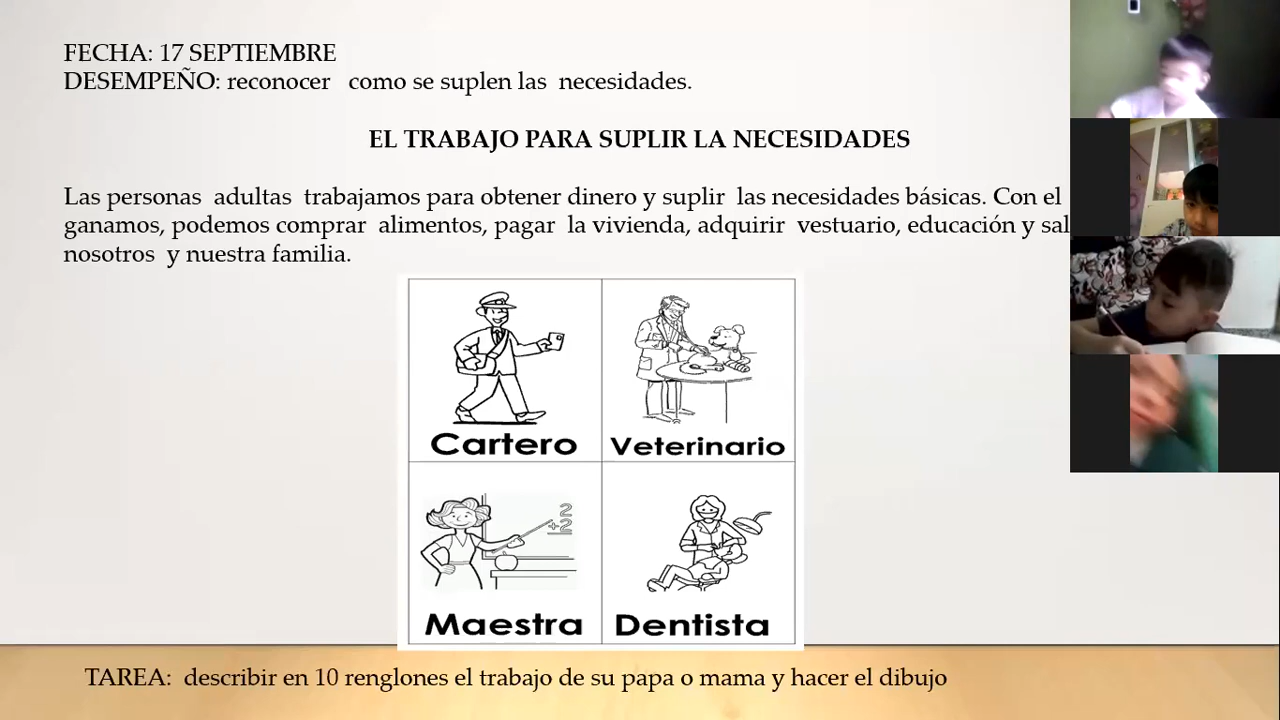 FECHA: 17 SEPTIEMBRE
DESEMPEÑO: reconocer como se suplen las necesidades.
EL TRABAJO PARA SUPLIR LA NECESIDADES
Las personas adultas trabajamos para obtener dinero y suplir las necesidades básicas. Con el
ganamos, podemos comprar alimentos, pagar la vivienda, adquirir vestuario, educación y sal
nosotros y nuestra familia.
Cartero
Veterinario
2
+2
Maestra
Dentista
TAREA: describir en 10 renglones el trabajo de su papa o mama y hacer el dibujo